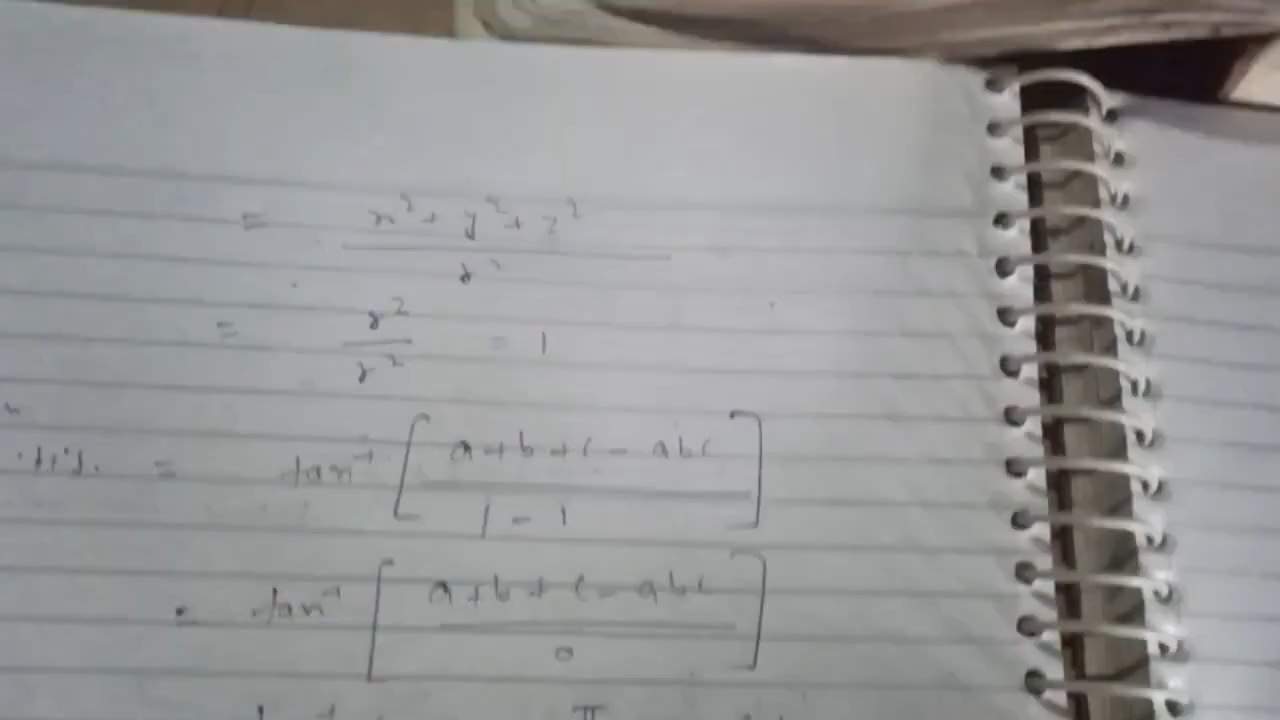 = x² + y² + z² / r²
= r² / r² = 1
= tan⁻¹ [ a + b + c - abc / 1 - 1 ]
= tan⁻¹ [ a + b + c - abc / 0 ]
π